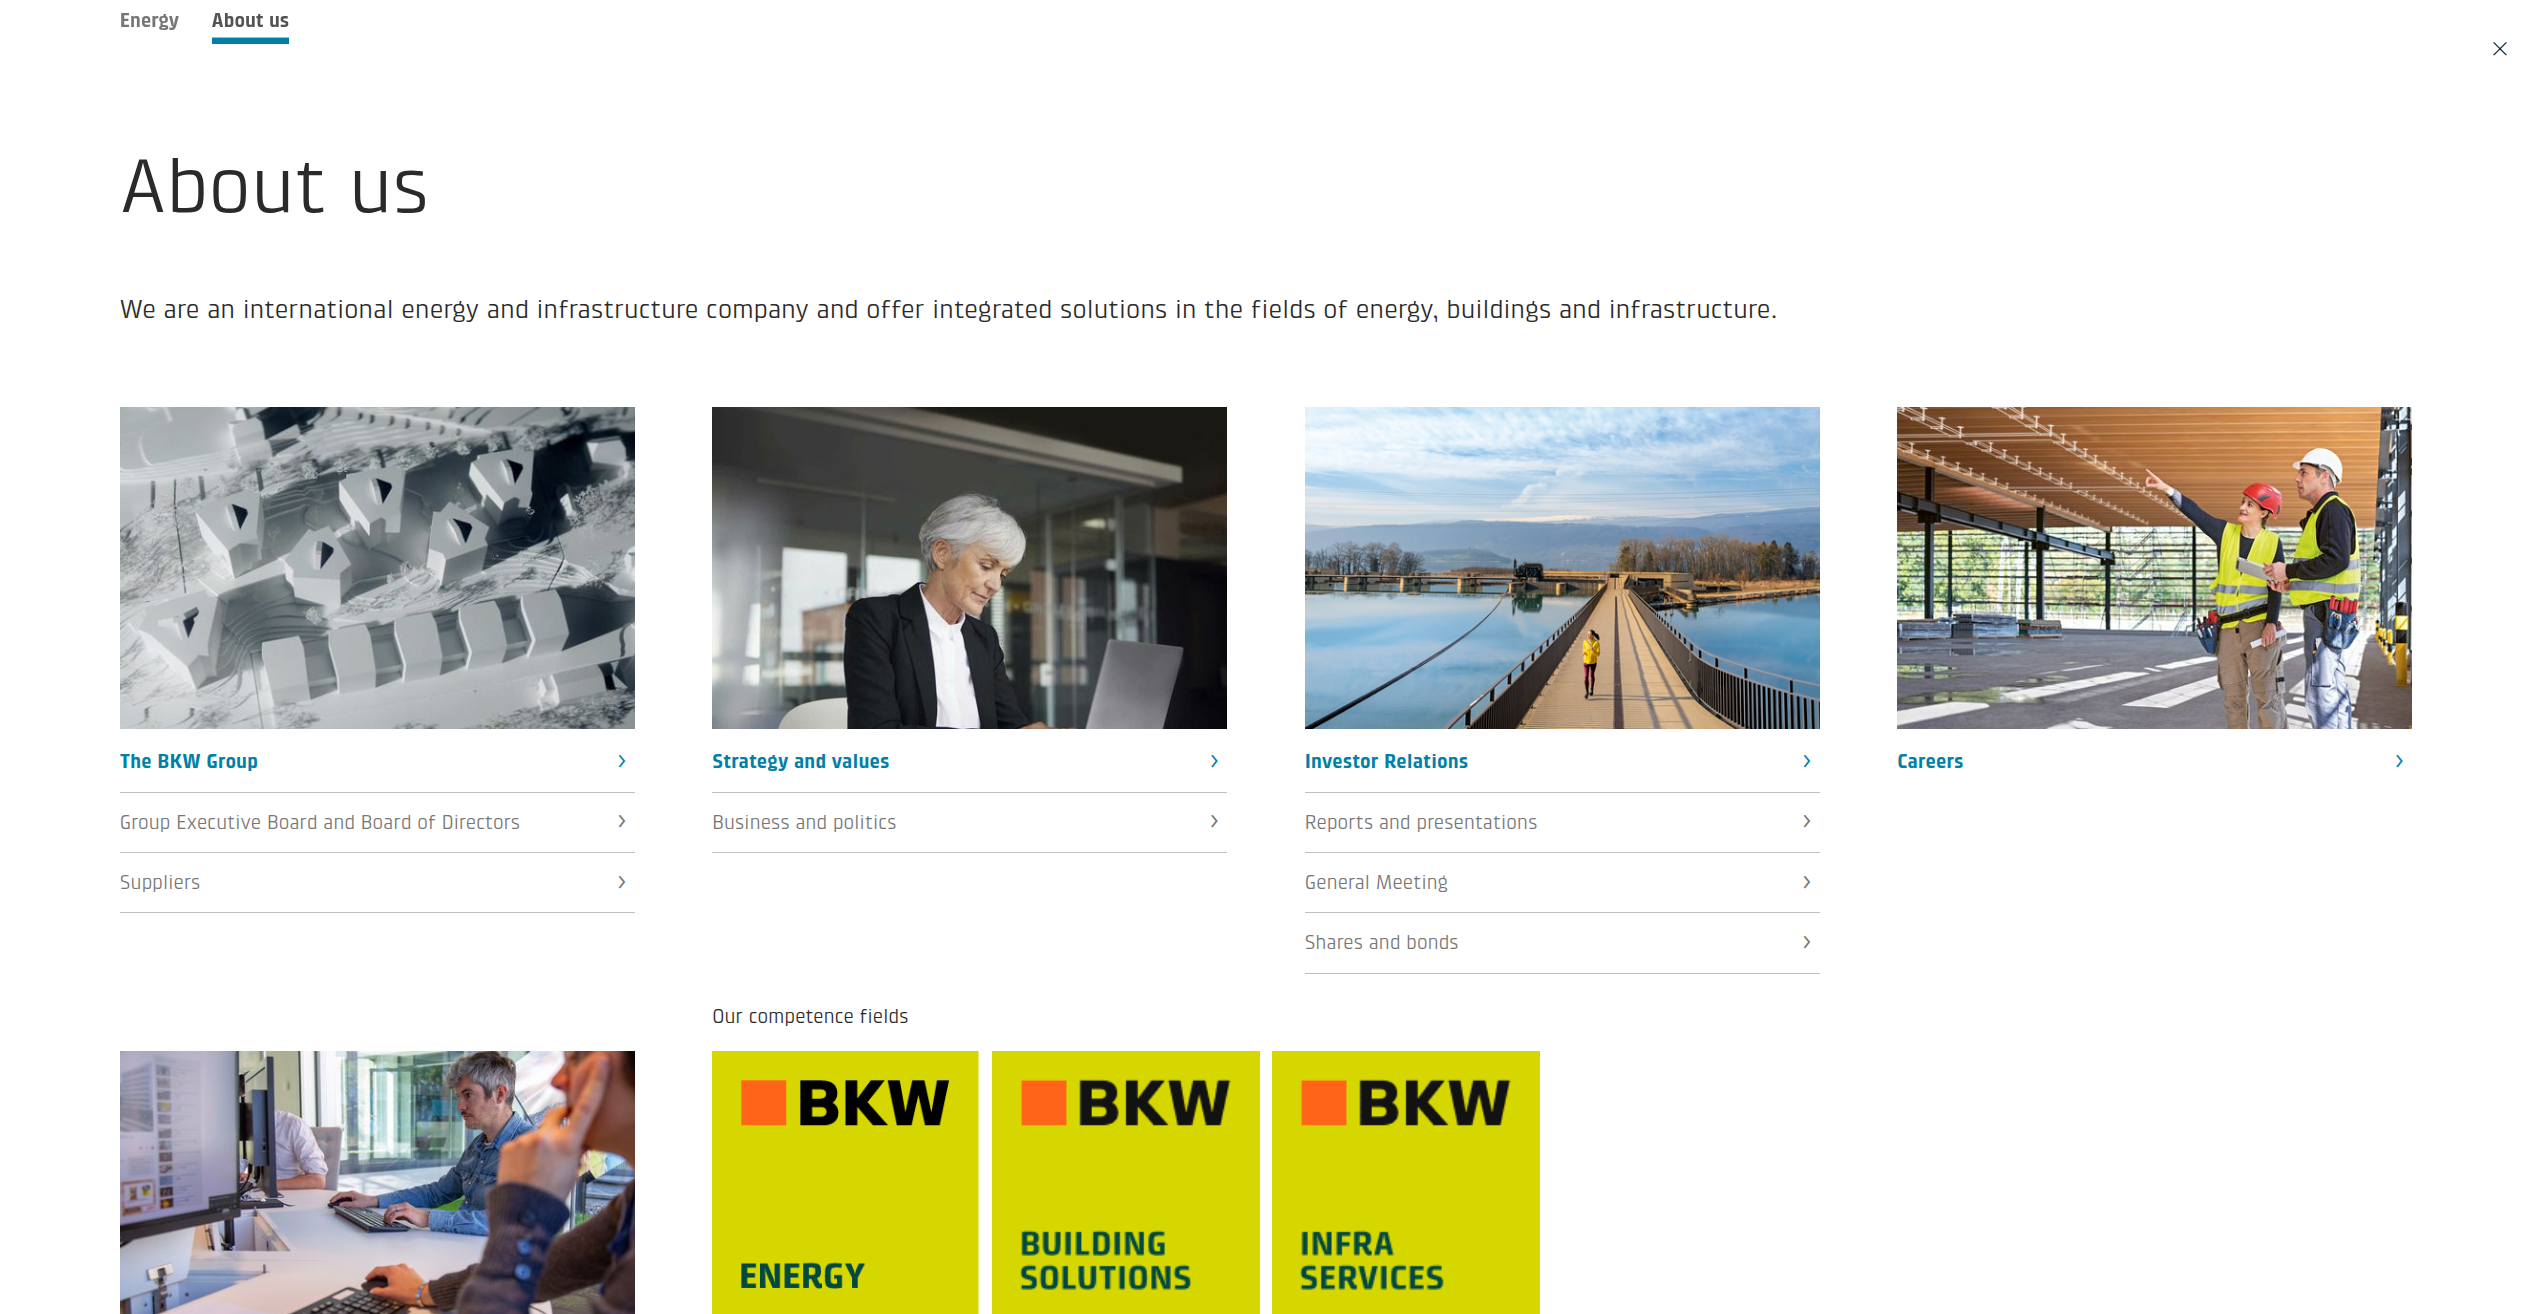 Energy
About us
About us
We are an international energy and infrastructure company and offer integrated solutions in the fields of energy, buildings and infrastructure.
The BKW Group
Group Executive Board and Board of Directors
Suppliers
Strategy and values
Business and politics
Investor Relations
Reports and presentations
General Meeting
Shares and bonds
Careers
Our competence fields
BKW
ENERGY
BKW
BUILDING
SOLUTIONS
BKW
INFRA
SERVICES